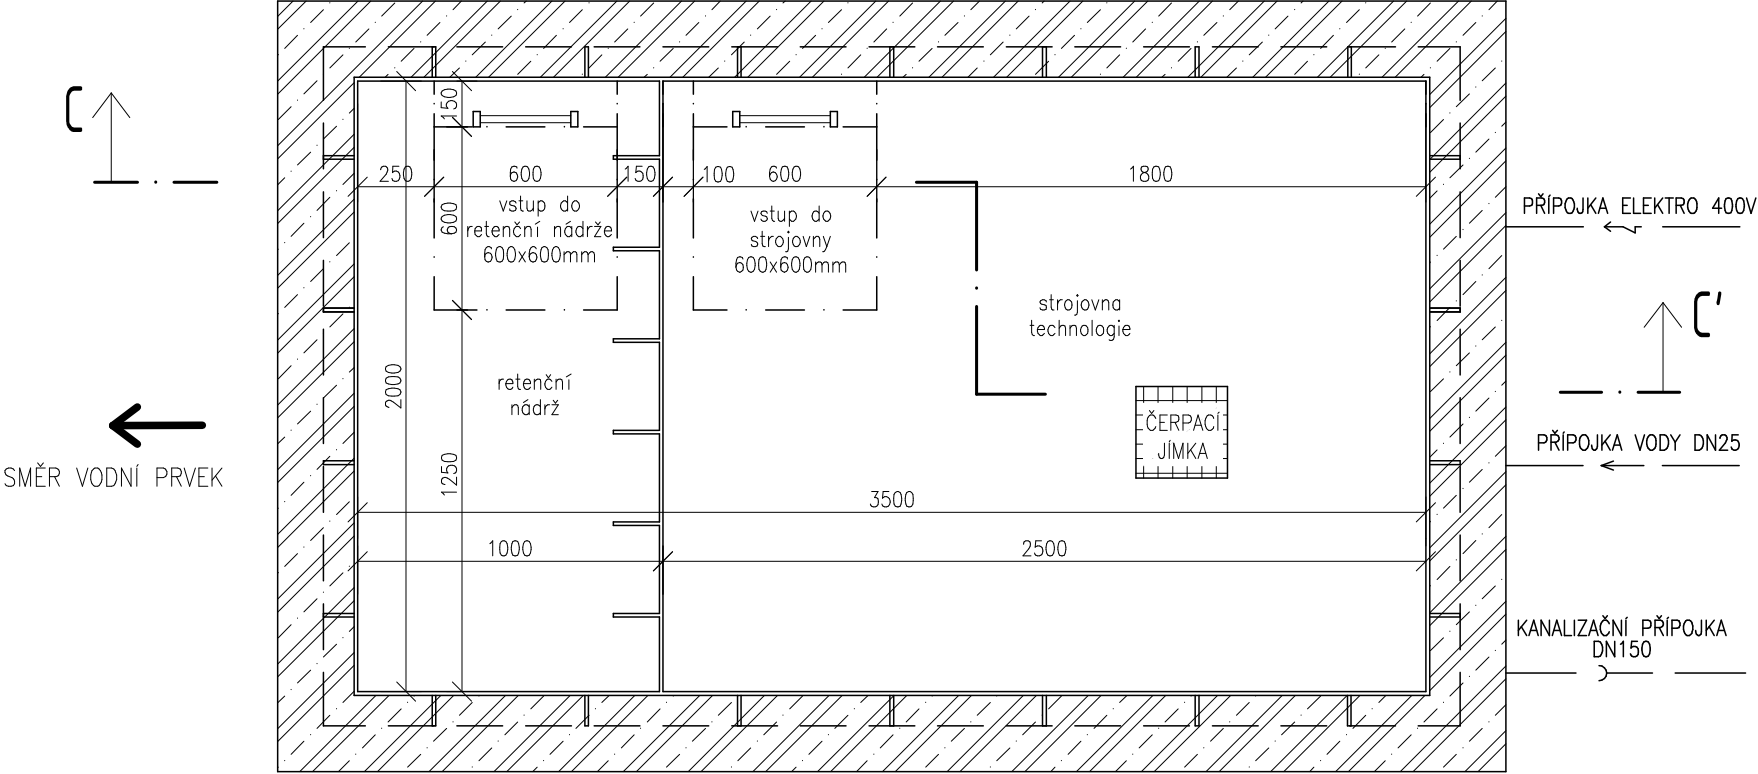 C
150
250
600
150
100
600
1800
600
vstup do
retenční nádrže
600x600mm
vstup do
strojovny
600x600mm
PŘÍPOJKA ELEKTRO 400V
strojovna
technologie
C'
2000
retenční
nádrž
ČERPACÍ
JÍMKA
PŘÍPOJKA VODY DN25
SMĚR VODNÍ PRVEK
1250
3500
1000
2500
KANALIZAČNÍ PŘÍPOJKA
DN150